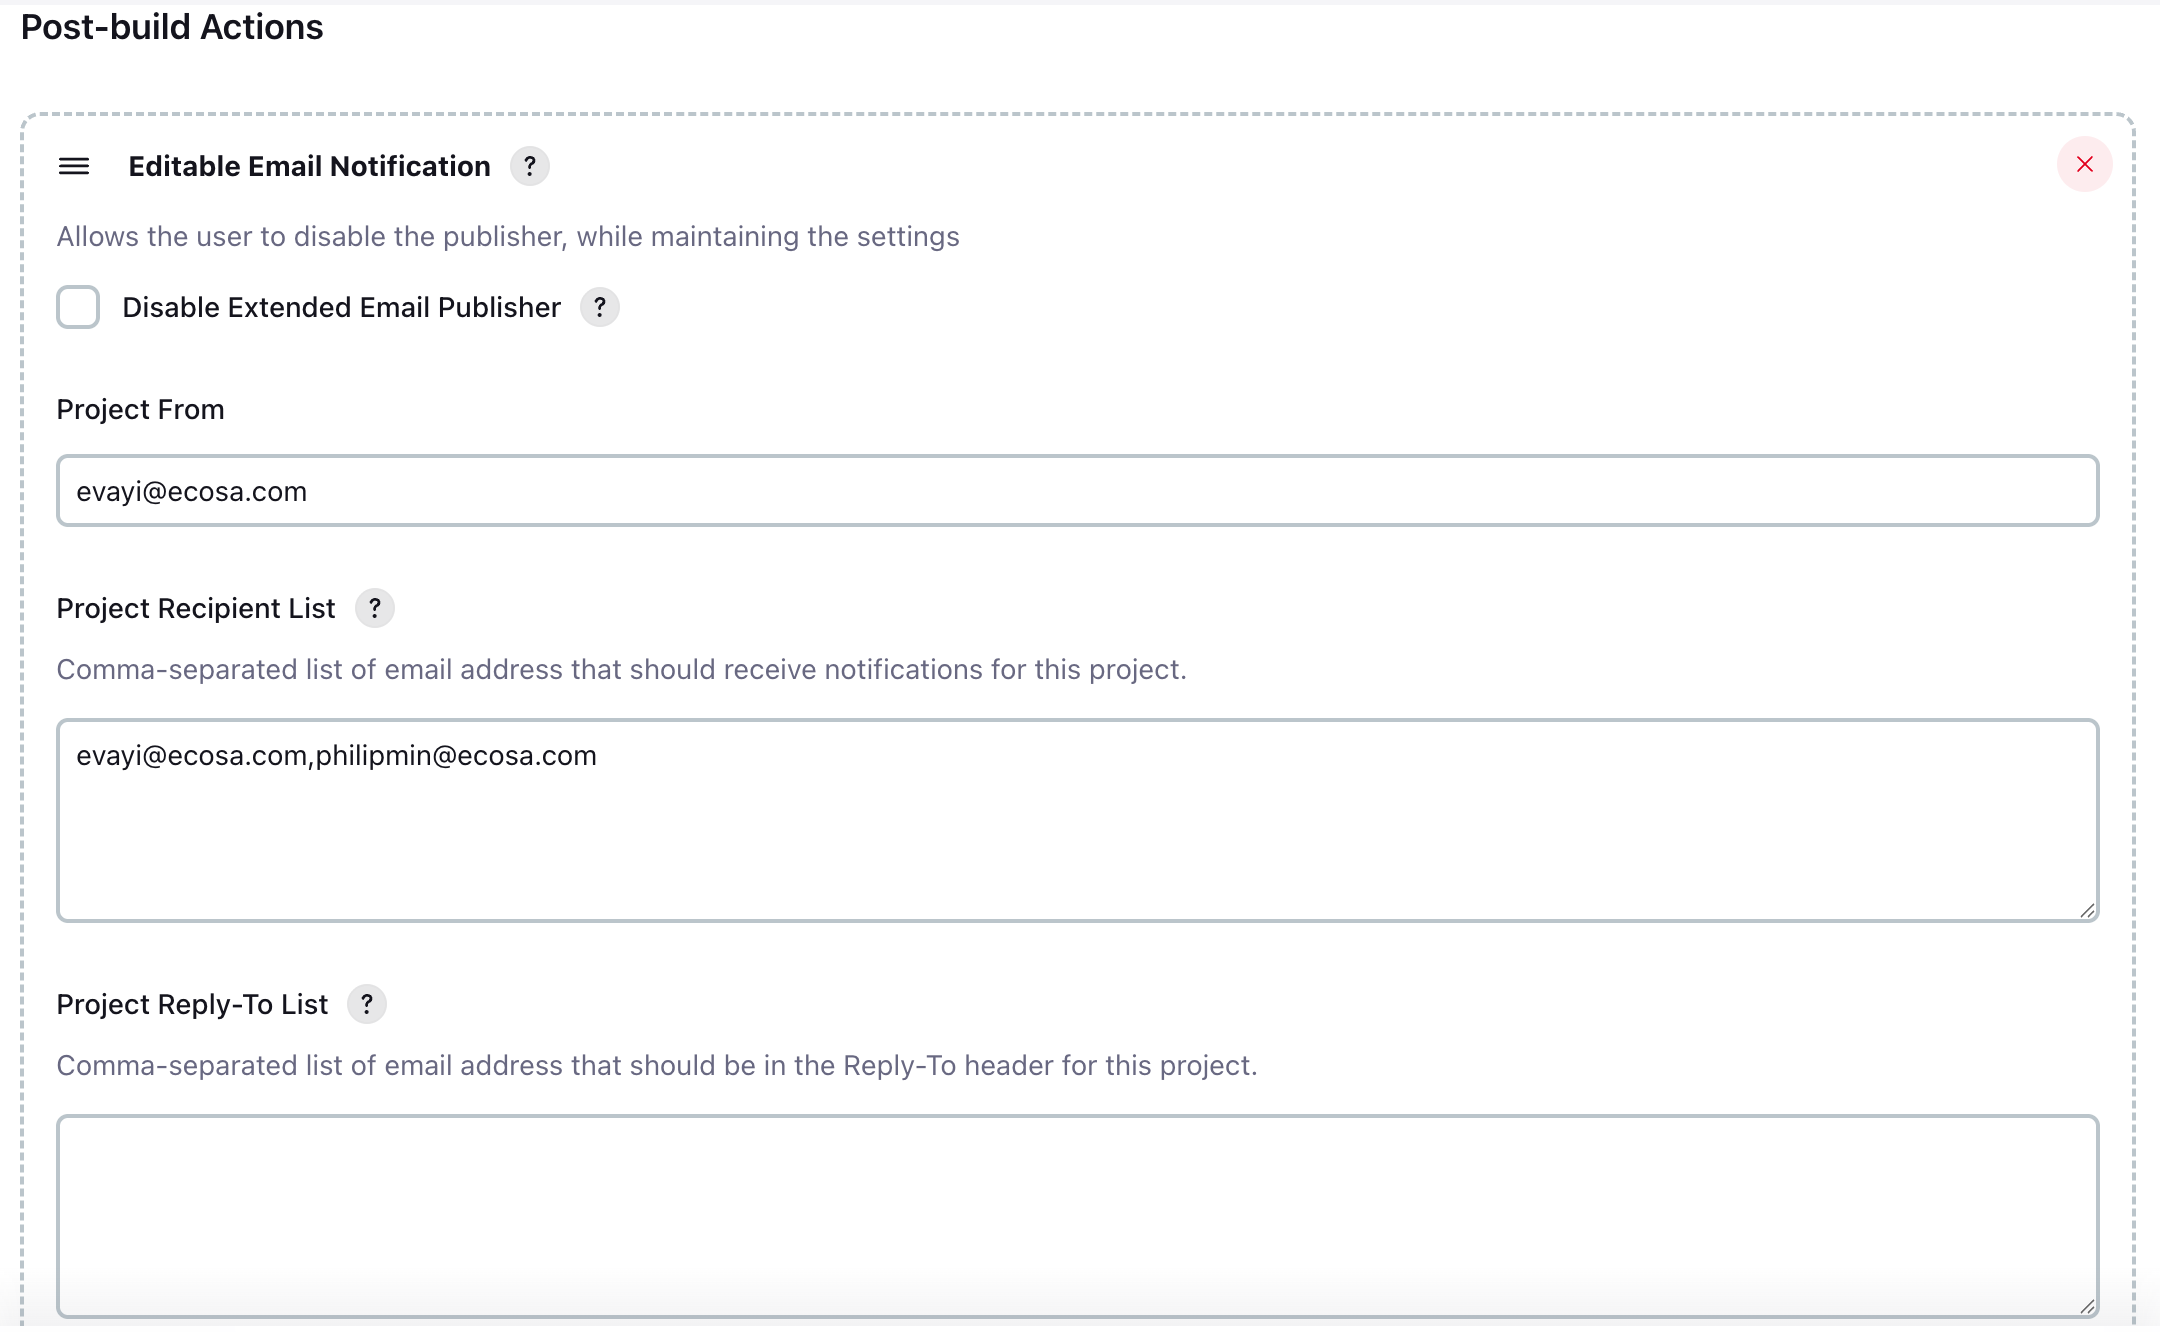 Post-build Actions
Editable Email Notification ?
Allows the user to disable the publisher, while maintaining the settings
Disable Extended Email Publisher ?
Project From
evayi@ecosa.com
Project Recipient List ?
Comma-separated list of email address that should receive notifications for this project.
evayi@ecosa.com,philipmin@ecosa.com
Project Reply-To List ?
Comma-separated list of email address that should be in the Reply-To header for this project.